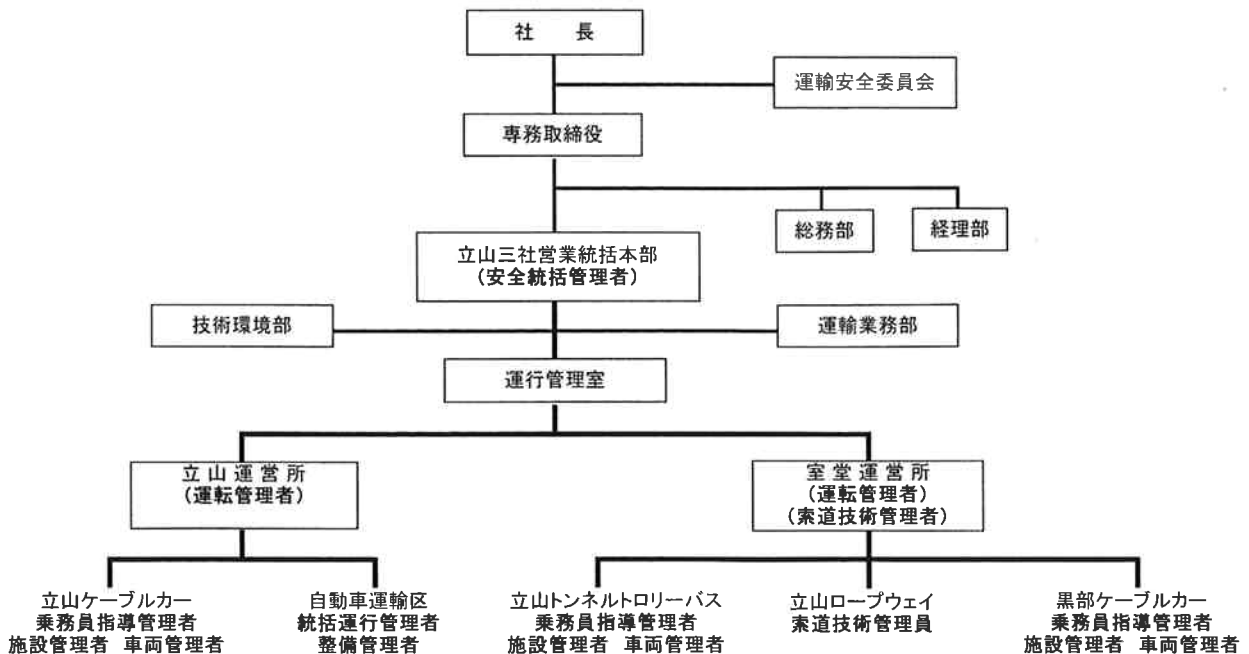 社　長
運輸安全委員会
専務取締役
総務部
経理部
立山三社営業統括本部
(安全統括管理者)
技術環境部
運輸業務部
運行管理室
立山運営所
(運転管理者)
室堂運営所
(運転管理者)
(索道技術管理者)
立山ケーブルカー
乗務員指導管理者
施設管理者 車両管理者
自動車運輸区
統括運行管理者
整備管理者
立山トンネルトロリーバス
乗務員指導管理者
施設管理者 車両管理者
立山ロープウェイ
索道技術管理員
黒部ケーブルカー
乗務員指導管理者
施設管理者 車両管理者